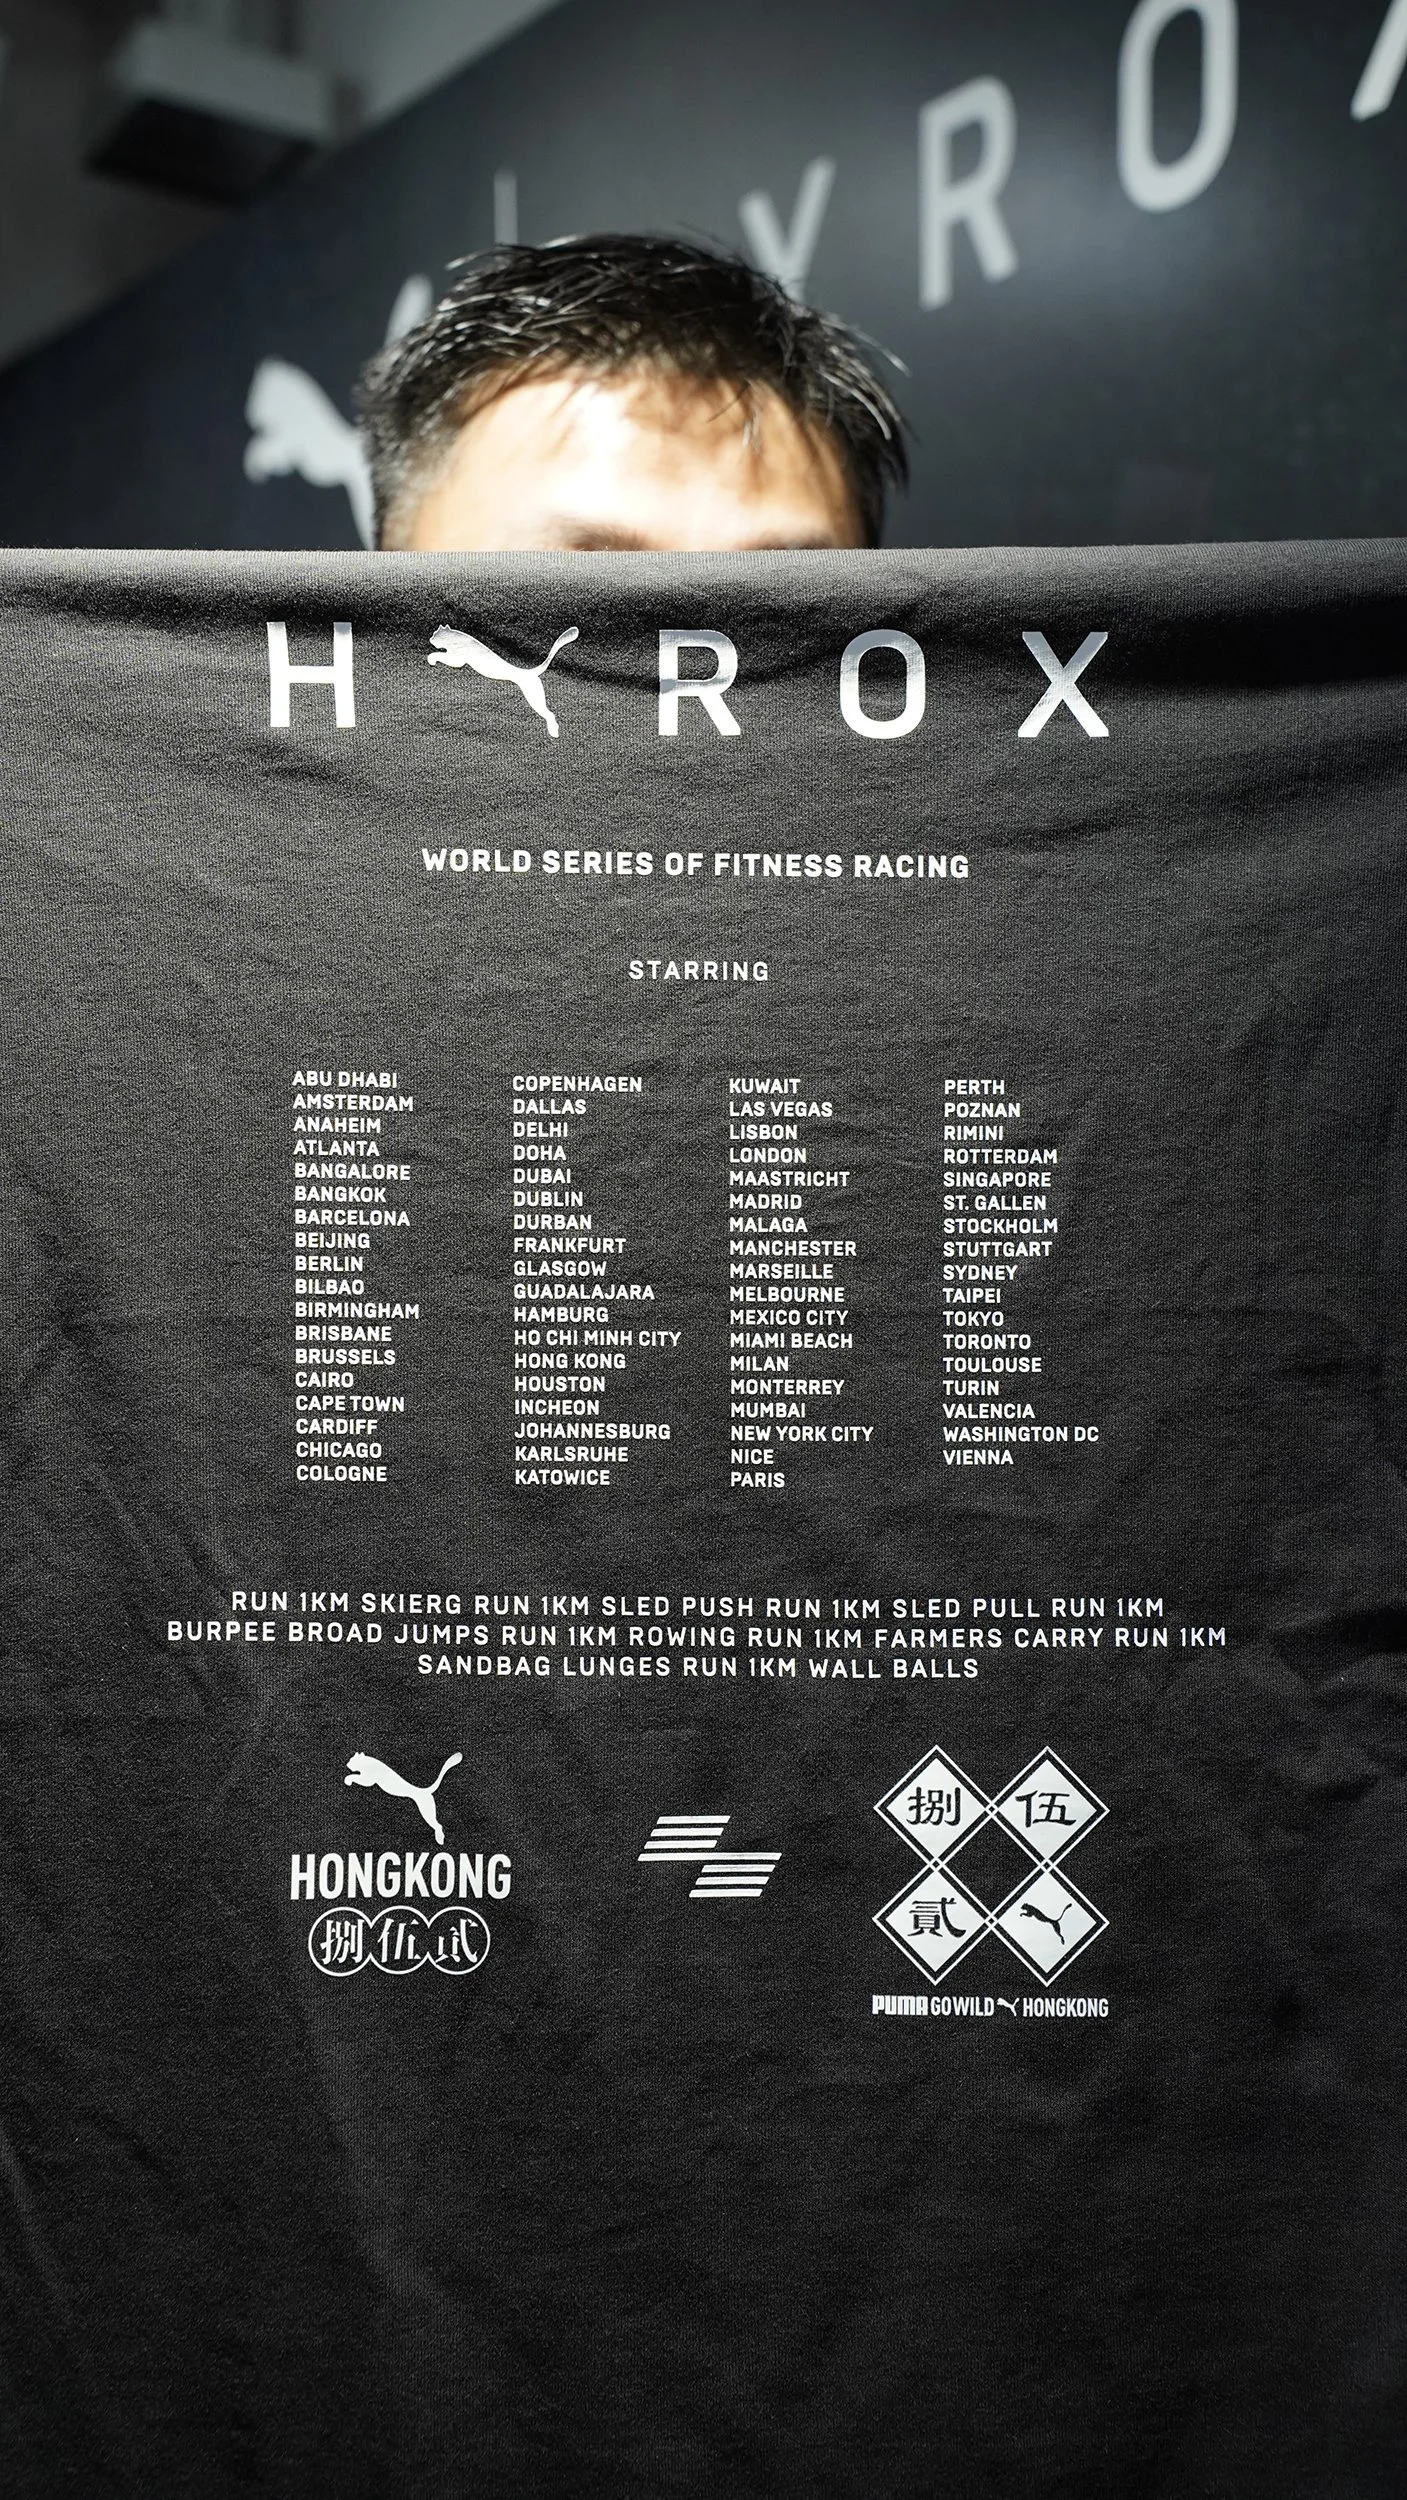 Y R O X
H Y R O X
WORLD SERIES OF FITNESS RACING
STARRING
ABU DHABI
AMSTERDAM
ANAHEIM
ATLANTA
BANGALORE
BANGKOK
BARCELONA
BEIJING
BERLIN
BILBAO
BIRMINGHAM
BRISBANE
BRUSSELS
CAIRO
CAPE TOWN
CARDIFF
CHICAGO
COLOGNE
COPENHAGEN
DALLAS
DELHI
DOHA
DUBAI
DUBLIN
DURBAN
FRANKFURT
GLASGOW
GUADALAJARA
HAMBURG
HO CHI MINH CITY
HONG KONG
HOUSTON
INCHEON
JOHANNESBURG
KARLSRUHE
KATOWICE
KUWAIT
LAS VEGAS
LISBON
LONDON
MAASTRICHT
MADRID
MALAGA
MANCHESTER
MARSEILLE
MELBOURNE
MEXICO CITY
MIAMI BEACH
MILAN
MONTERREY
MUMBAI
NEW YORK CITY
NICE
PARIS
PERTH
POZNAN
RIMINI
ROTTERDAM
SINGAPORE
ST. GALLEN
STOCKHOLM
STUTTGART
SYDNEY
TAIPEI
TOKYO
TORONTO
TOULOUSE
TURIN
VALENCIA
WASHINGTON DC
VIENNA
RUN 1KM SKIERG RUN 1KM SLED PUSH RUN 1KM SLED PULL RUN 1KM
BURPEE BROAD JUMPS RUN 1KM ROWING RUN 1KM FARMERS CARRY RUN 1KM
SANDBAG LUNGES RUN 1KM WALL BALLS
HONGKONG
捌伍貳
捌 伍
貳
PUMA GO WILD HONGKONG